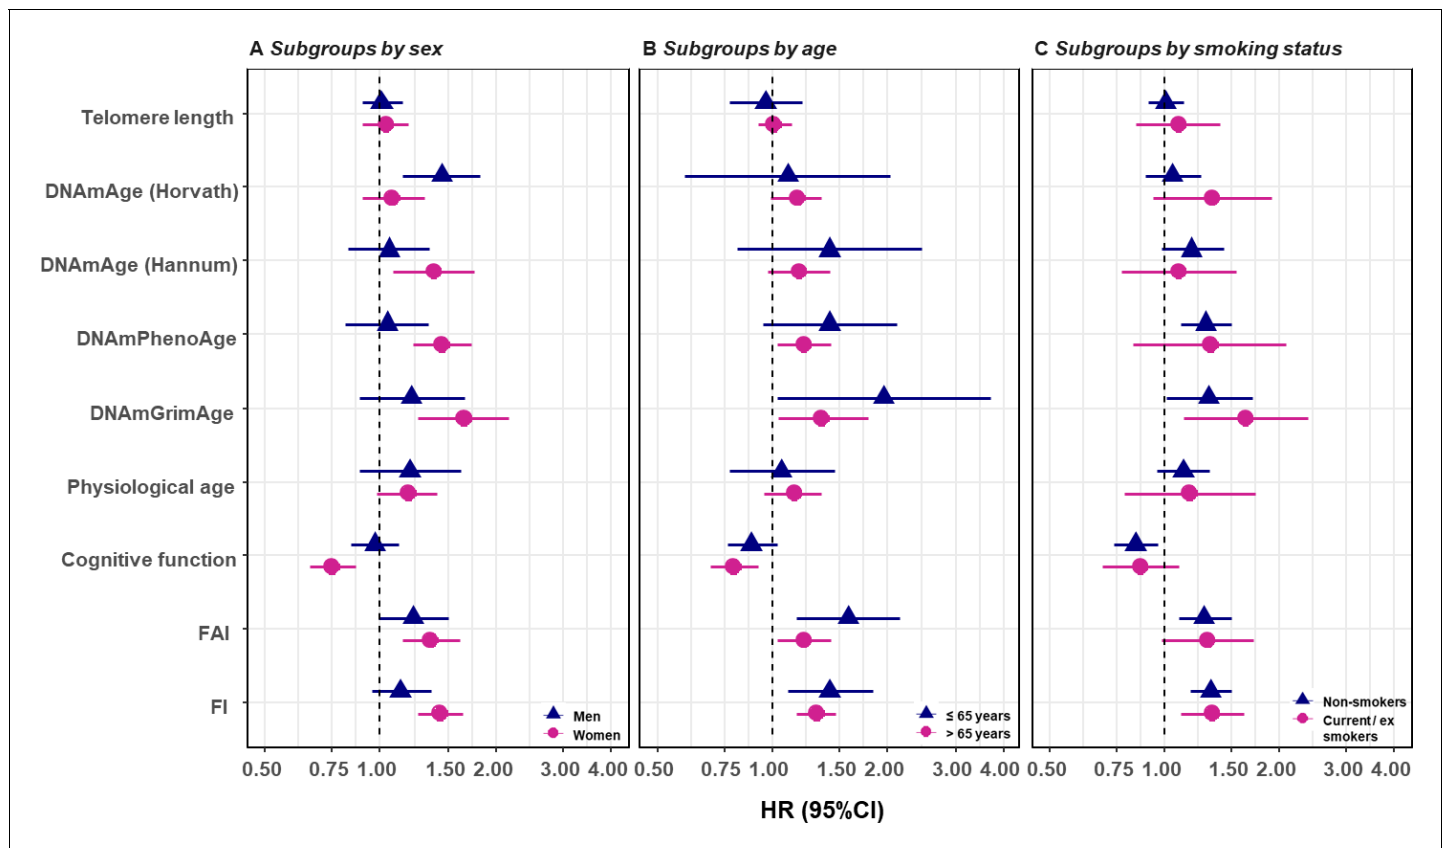 A Subgroups by sex
B Subgroups by age
C Subgroups by smoking status
Telomere length
DNAmAge (Horvath)
DNAmAge (Hannum)
DNAmPhenoAge
DNAmGrimAge
Physiological age
Cognitive function
FAI
FI
Men
Women
≤ 65 years
> 65 years
Non-smokers
Current/ ex
smokers
0.50 0.75 1.00 1.50 2.00 3.00 4.00
0.50 0.75 1.00 1.50 2.00 3.00 4.00
0.50 0.75 1.00 1.50 2.00 3.00 4.00
HR (95%CI)